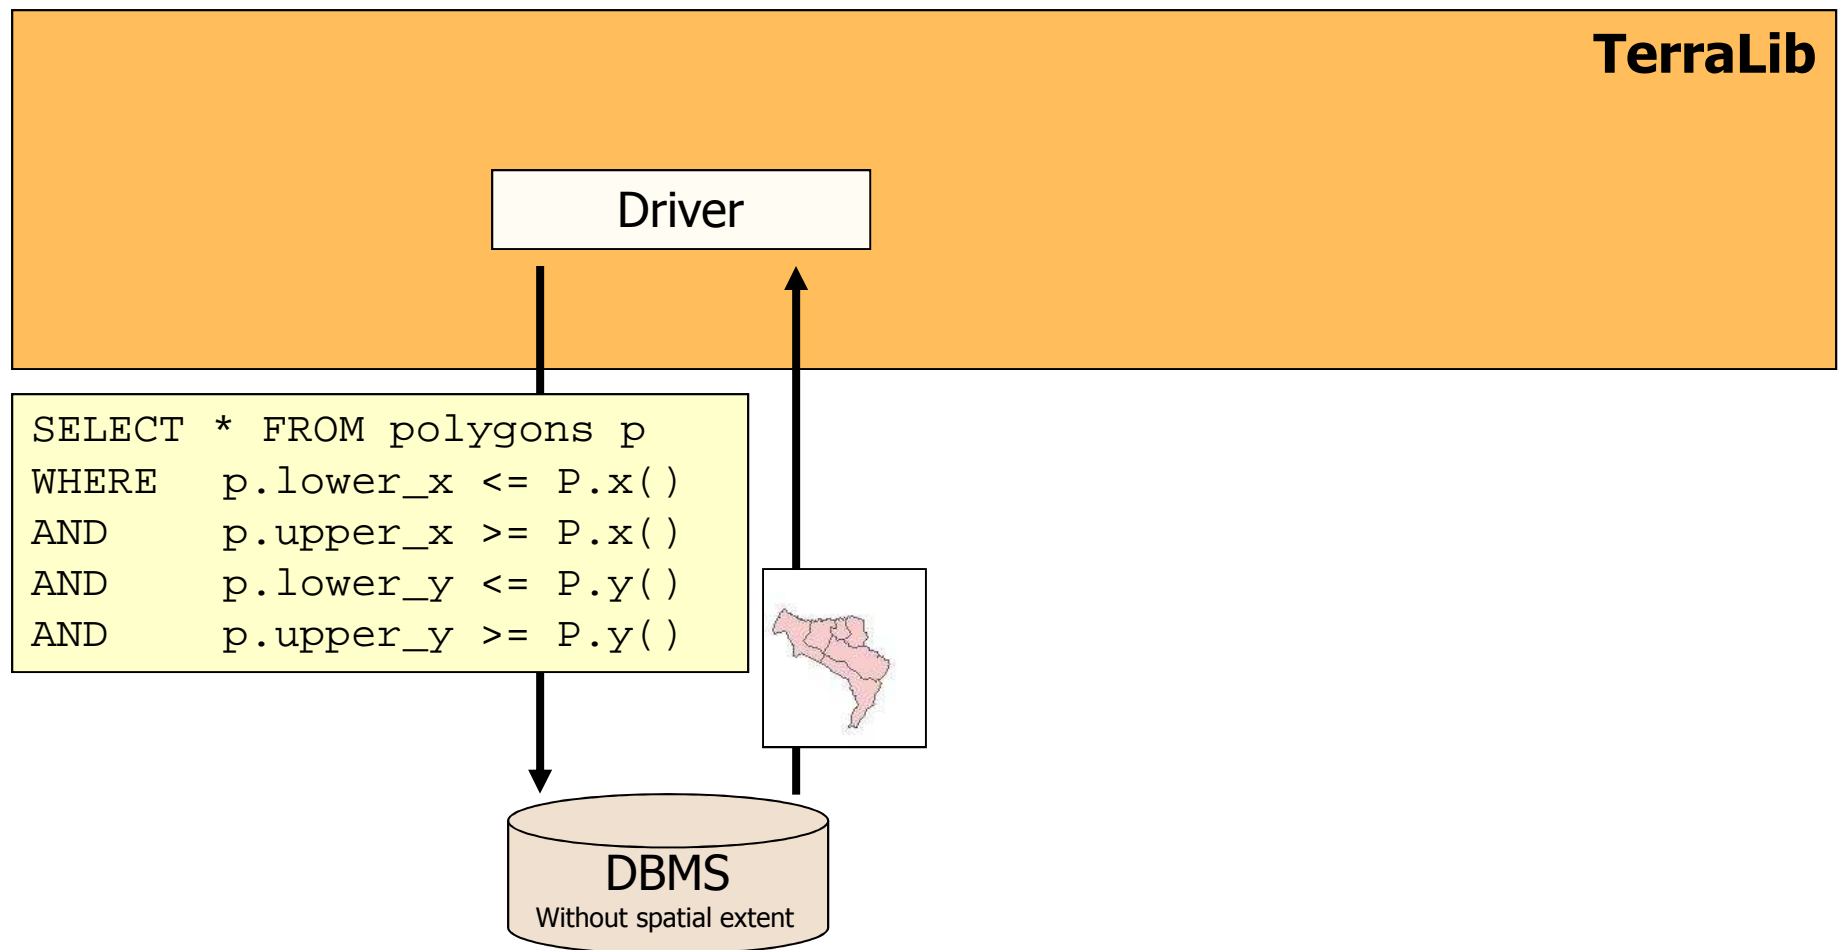 TerraLib
Driver
SELECT * FROM polygons p
WHERE p.lower_x <= P.x()
AND p.upper_x >= P.x()
AND p.lower_y <= P.y()
AND p.upper_y >= P.y()
DBMS
Without spatial extent